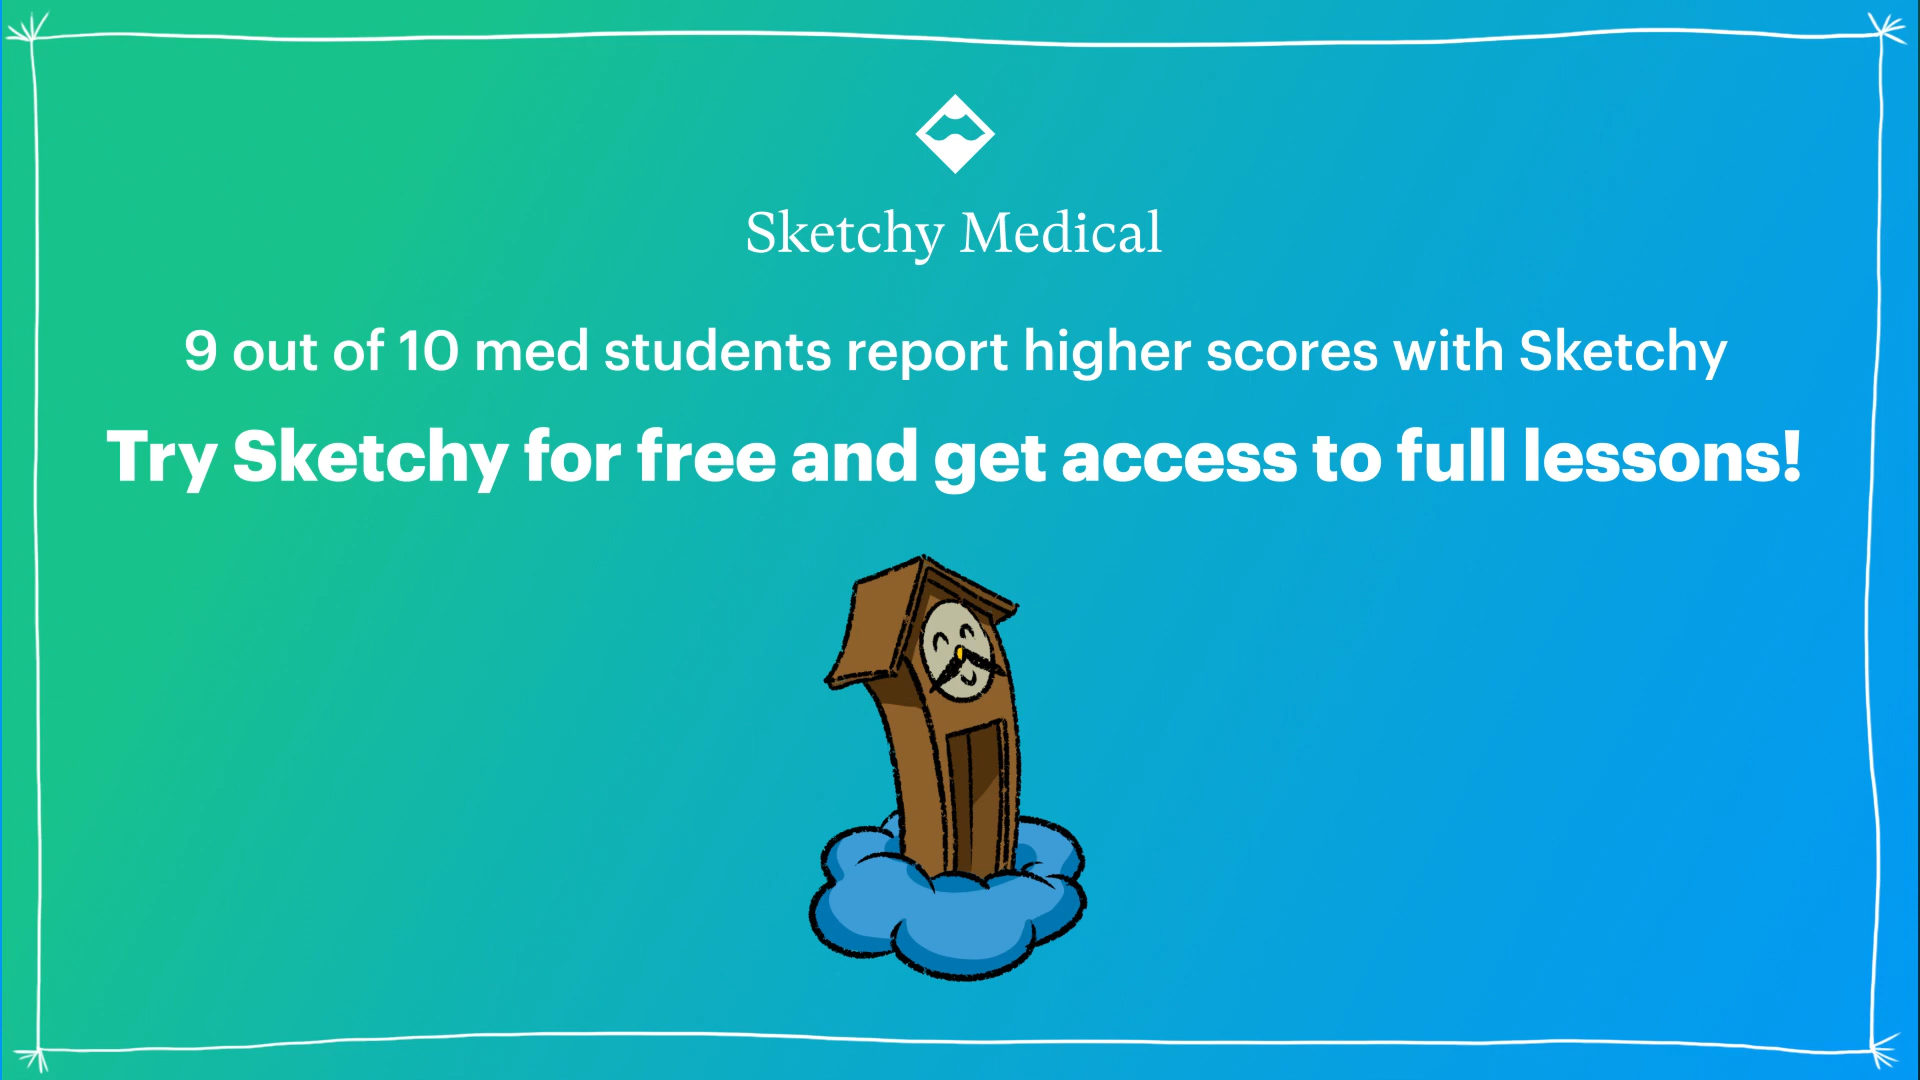 Sketchy Medical
9 out of 10 med students report higher scores with Sketchy
Try Sketchy for free and get access to full lessons!